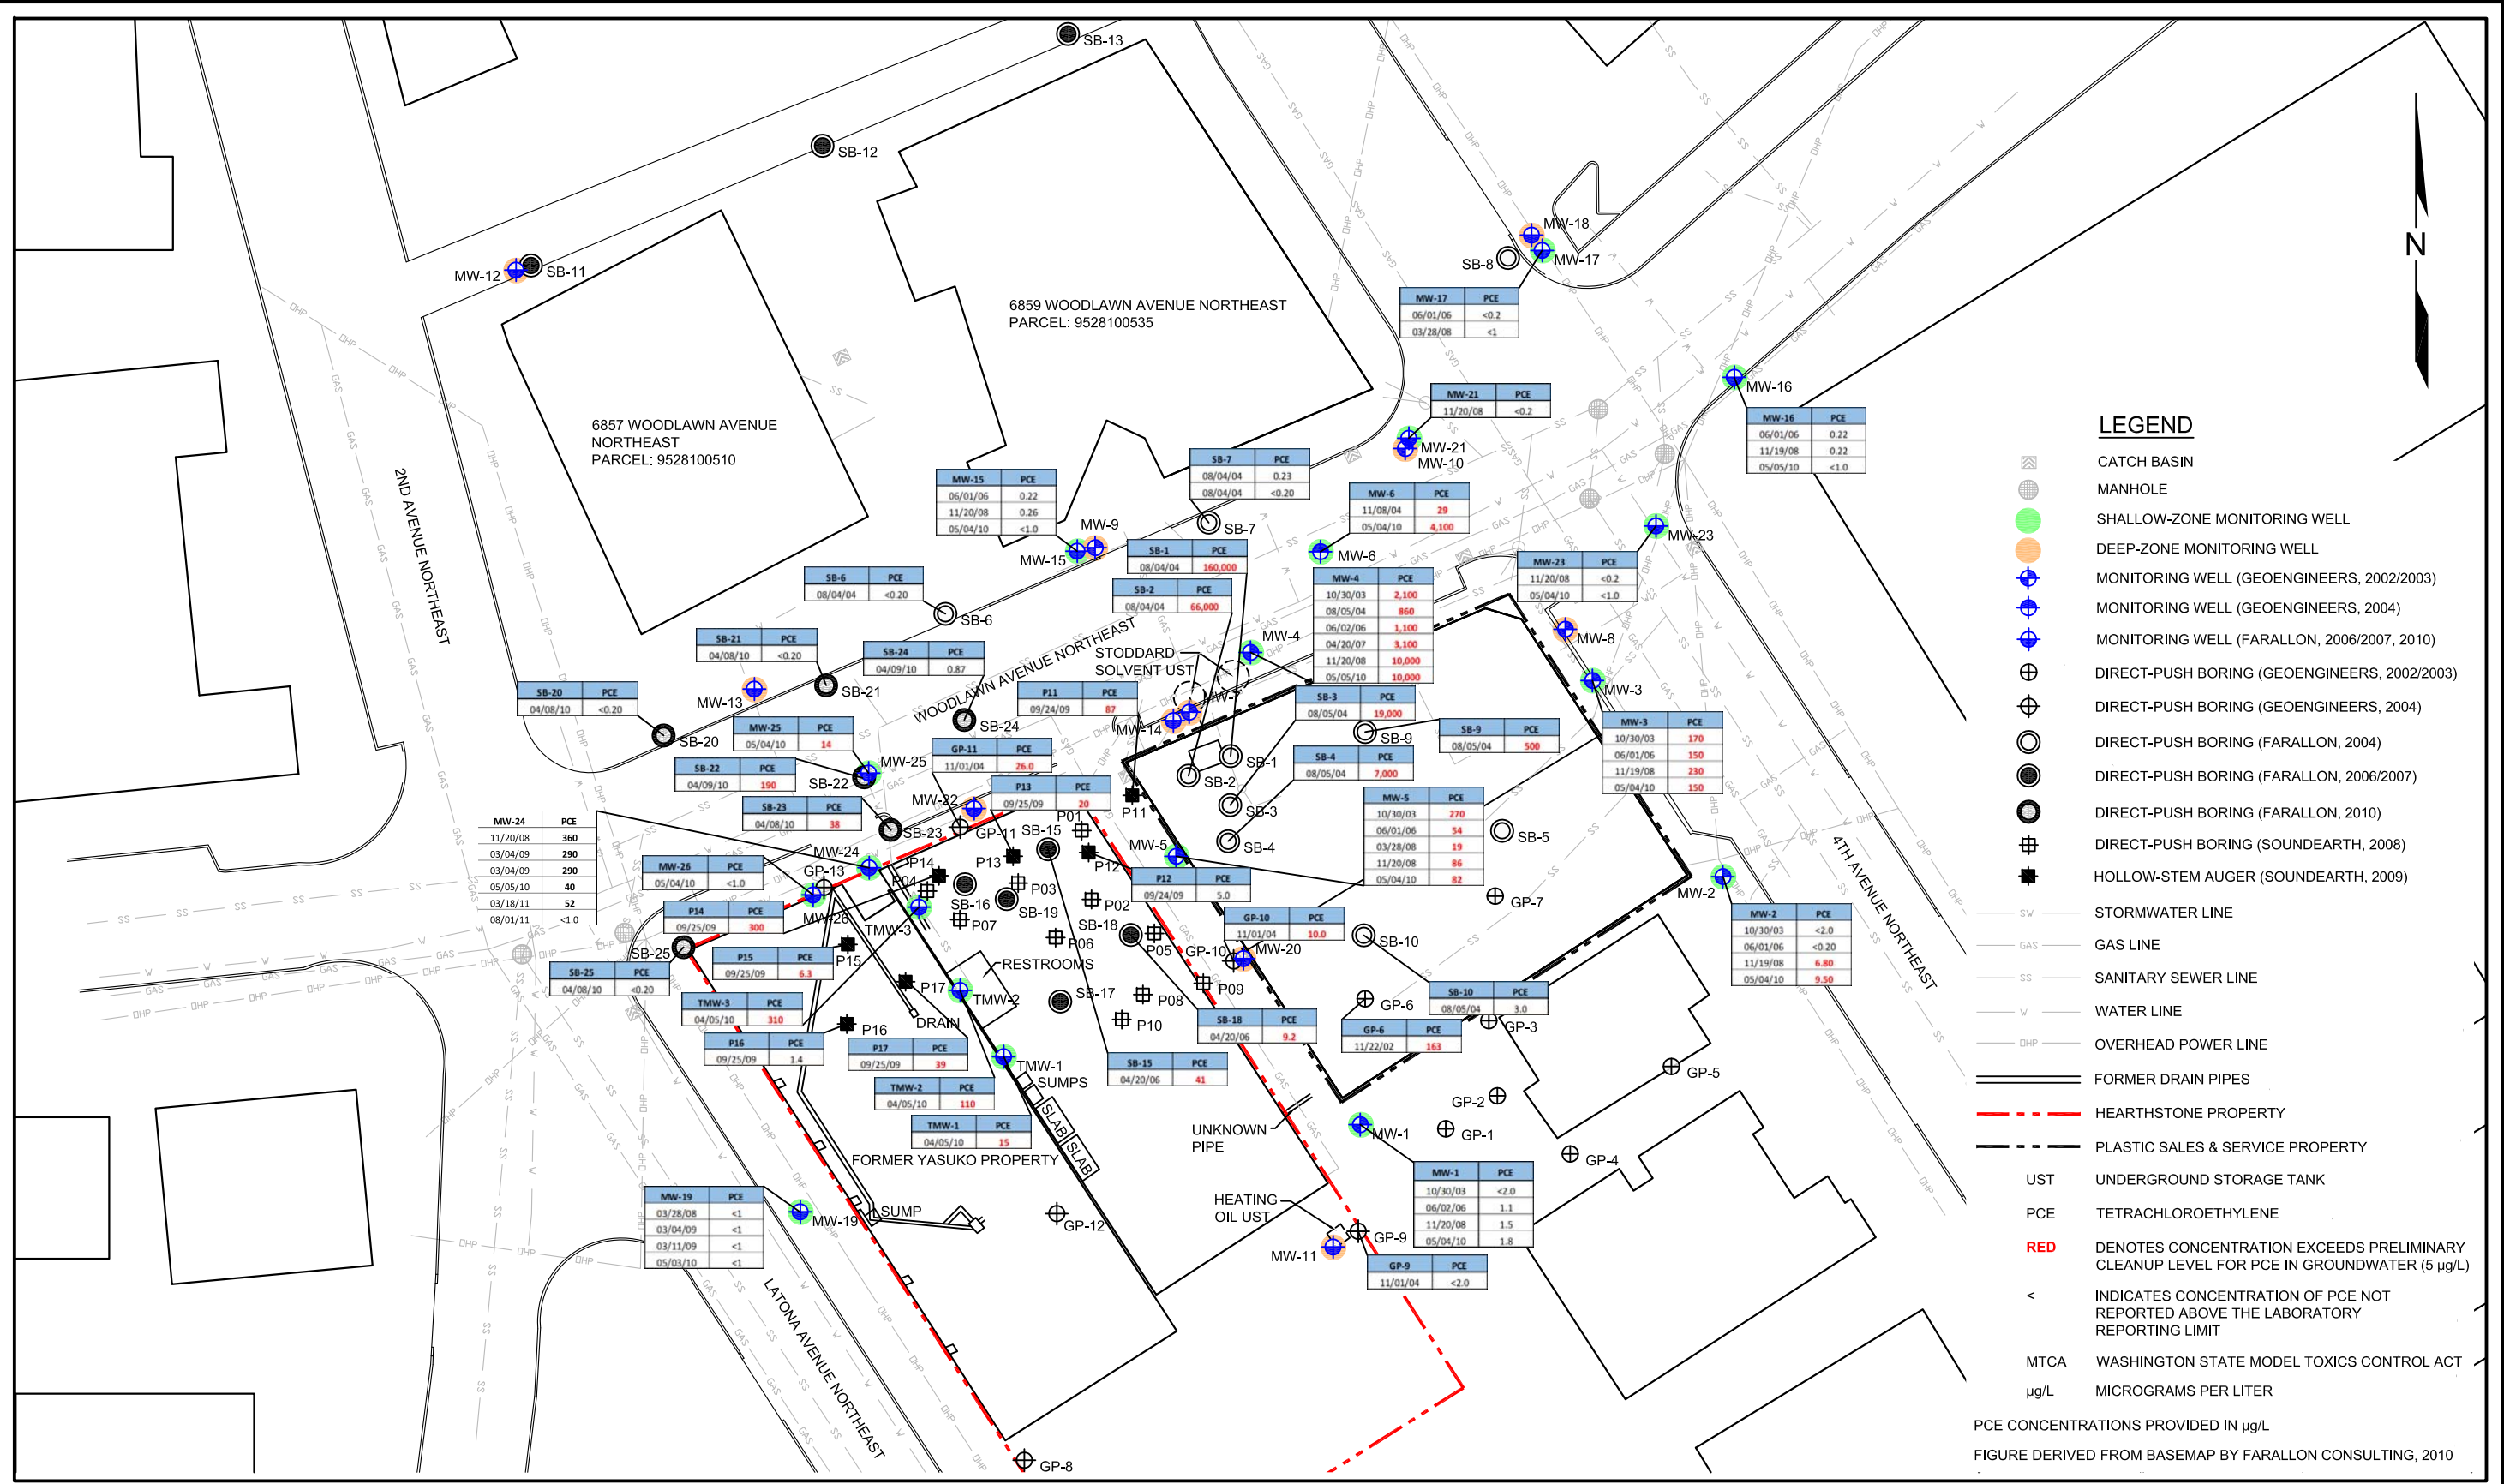 SB-13
SB-12
MW-12
SB-11
6859 WOODLAWN AVENUE NORTHEAST
PARCEL: 9528100535
6857 WOODLAWN AVENUE
NORTHEAST
PARCEL: 9528100510
2ND AVENUE NORTHEAST
WOODLAWN AVENUE NORTHEAST
4TH AVENUE NORTHEAST
LATONA AVENUE NORTHEAST
N
MW-18
SB-8
MW-17
MW-17 PCE
06/01/06 <0.2
03/28/08 <1
MW-16
MW-16 PCE
06/01/06 0.22
11/19/08 0.22
05/05/10 <1.0
MW-21 PCE
11/20/08 <0.2
MW-21
MW-10
SB-7 PCE
08/04/04 0.23
08/04/04 <0.20
SB-7
MW-15 PCE
06/01/06 0.22
11/20/08 0.26
05/04/10 <1.0
MW-9
MW-15
MW-6 PCE
11/08/04 29
05/04/10 4,100
MW-6
MW-23
MW-23 PCE
11/20/08 <0.2
05/04/10 <1.0
SB-1 PCE
08/04/04 160,000
SB-2 PCE
08/04/04 66,000
MW-4 PCE
10/30/03 2,100
08/05/04 860
06/02/06 1,100
04/20/07 3,100
11/20/08 10,000
05/05/10 10,000
MW-4
SB-6 PCE
08/04/04 <0.20
SB-6
SB-21 PCE
04/08/10 <0.20
SB-21
SB-24 PCE
04/09/10 0.87
SB-24
SB-20 PCE
04/08/10 <0.20
SB-20
MW-13
STODDARD
SOLVENT UST
MW-7
MW-14
MW-8
MW-3
MW-3 PCE
10/30/03 170
06/01/06 150
11/19/08 230
05/04/10 150
P11 PCE
09/24/09 87
P11
SB-3 PCE
08/05/04 19,000
SB-9
SB-9 PCE
08/05/04 500
SB-4 PCE
08/05/04 7,000
SB-1
SB-2
SB-3
SB-4
SB-5
MW-25 PCE
05/04/10 14
MW-25
SB-22 PCE
04/09/10 190
SB-22
SB-23 PCE
04/08/10 38
SB-23
GP-11 PCE
11/01/04 26.0
MW-22
GP-11
P13 PCE
09/25/09 20
P01
SB-15
P13
P12
MW-5
MW-5 PCE
10/30/03 270
06/01/06 54
03/28/08 19
11/20/08 86
05/04/10 82
P12 PCE
09/24/09 5.0
MW-24 PCE
11/20/08 360
03/04/09 290
03/04/09 290
05/05/10 40
03/18/11 52
08/01/11 <1.0
MW-24
MW-26 PCE
05/04/10 <1.0
GP-13
MW-26
P14
P04
P03
SB-16
SB-19
P02
P07
P06
SB-18
P05
TMW-3
P14 PCE
09/25/09 300
P15 PCE
09/25/09 6.3
P15
SB-25
SB-25 PCE
04/08/10 <0.20
TMW-3 PCE
04/05/10 310
P17
DRAIN
RESTROOMS
TMW-2
SB-17
P08
P09
P10
GP-10 PCE
11/01/04 10.0
GP-10
MW-20
SB-10
GP-7
MW-2
MW-2 PCE
10/30/03 <2.0
06/01/06 <0.20
11/19/08 6.80
05/04/10 9.50
GP-6
SB-10 PCE
08/05/04 3.0
GP-3
GP-6 PCE
11/22/02 163
SB-18 PCE
04/20/06 9.2
SB-15 PCE
04/20/06 41
P16
P16 PCE
09/25/09 1.4
P17 PCE
09/25/09 39
TMW-2 PCE
04/05/10 110
TMW-1 PCE
04/05/10 15
TMW-1
SUMPS
SLAB
SLAB
FORMER YASUKO PROPERTY
GP-5
GP-2
GP-1
GP-4
UNKNOWN
PIPE
MW-1
MW-1 PCE
10/30/03 <2.0
06/02/06 1.1
11/20/08 1.5
05/04/10 1.8
HEATING
OIL UST
GP-9
MW-11
GP-9 PCE
11/01/04 <2.0
MW-19 PCE
03/28/08 <1
03/04/09 <1
03/11/09 <1
05/03/10 <1
MW-19
SUMP
GP-12
GP-8
LEGEND
CATCH BASIN
MANHOLE
SHALLOW-ZONE MONITORING WELL
DEEP-ZONE MONITORING WELL
MONITORING WELL (GEOENGINEERS, 2002/2003)
MONITORING WELL (GEOENGINEERS, 2004)
MONITORING WELL (FARALLON, 2006/2007, 2010)
DIRECT-PUSH BORING (GEOENGINEERS, 2002/2003)
DIRECT-PUSH BORING (GEOENGINEERS, 2004)
DIRECT-PUSH BORING (FARALLON, 2004)
DIRECT-PUSH BORING (FARALLON, 2006/2007)
DIRECT-PUSH BORING (FARALLON, 2010)
DIRECT-PUSH BORING (SOUNDEARTH, 2008)
HOLLOW-STEM AUGER (SOUNDEARTH, 2009)
SW STORMWATER LINE
GAS GAS LINE
SS SANITARY SEWER LINE
W WATER LINE
OHP OVERHEAD POWER LINE
FORMER DRAIN PIPES
HEARTHSTONE PROPERTY
PLASTIC SALES & SERVICE PROPERTY
UST UNDERGROUND STORAGE TANK
PCE TETRACHLOROETHYLENE
RED DENOTES CONCENTRATION EXCEEDS PRELIMINARY
CLEANUP LEVEL FOR PCE IN GROUNDWATER (5 µg/L)
< INDICATES CONCENTRATION OF PCE NOT
REPORTED ABOVE THE LABORATORY
REPORTING LIMIT
MTCA WASHINGTON STATE MODEL TOXICS CONTROL ACT
µg/L MICROGRAMS PER LITER
PCE CONCENTRATIONS PROVIDED IN µg/L
FIGURE DERIVED FROM BASEMAP BY FARALLON CONSULTING, 2010